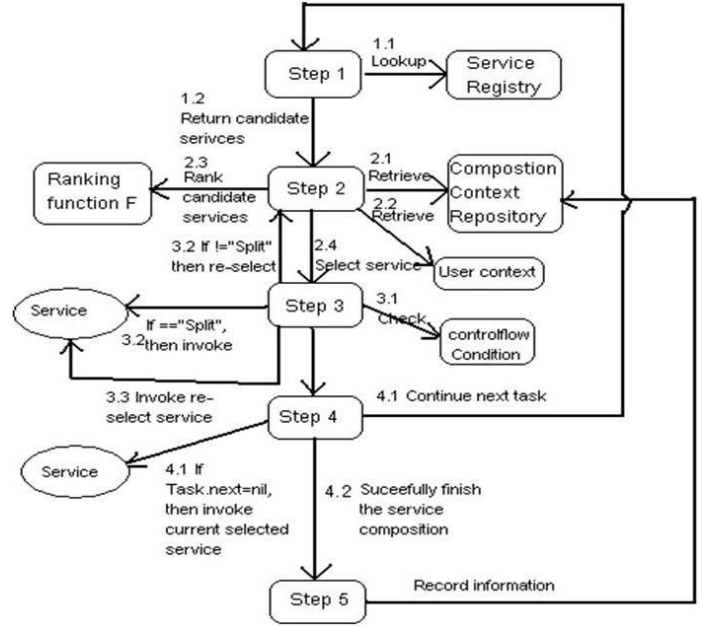 Step 1
1.1
Lookup
Service
Registry
1.2
Return candidate
serivces
2.3
Rank
candidate
services
Ranking
function F
Step 2
2.1
Retrieve
2.2
Retrieve
Compostion
Context
Repository
3.2 If !="Split"
then re-select
2.4
Select service
User context
Service
Step 3
3.1
Check
If =="Split",
3.2
then invoke
controlflow
Condition
3.3 Invoke re-
select service
Step 4
4.1 Continue next task
Service
4.1 If
Task.next=nil,
then invoke
current selected
service
4.2 Suceefully finish
the service
composition
Step 5
Record information